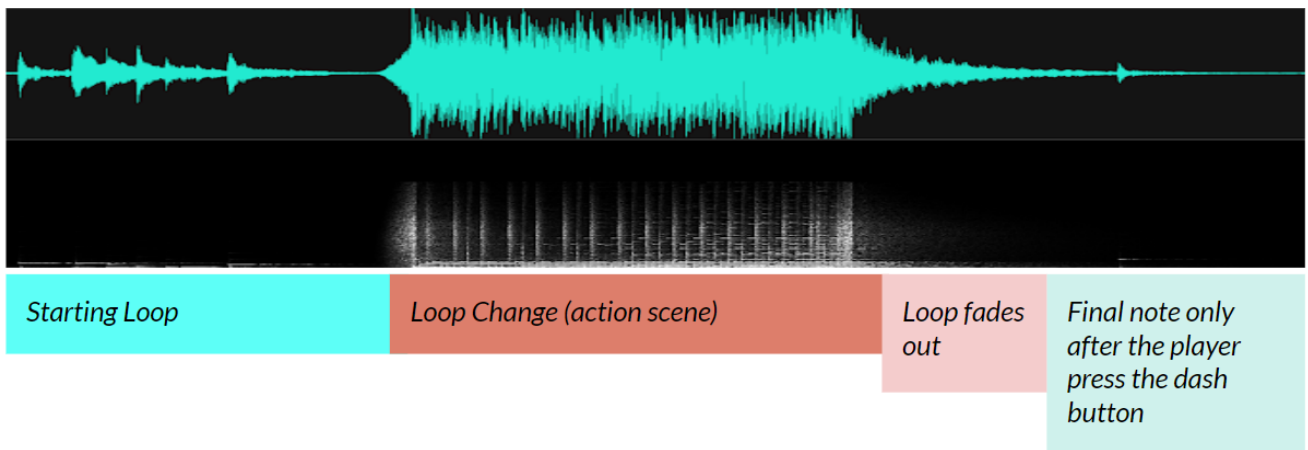 Starting Loop
Loop Change (action scene)
Loop fades
out
Final note only
after the player
press the dash
button